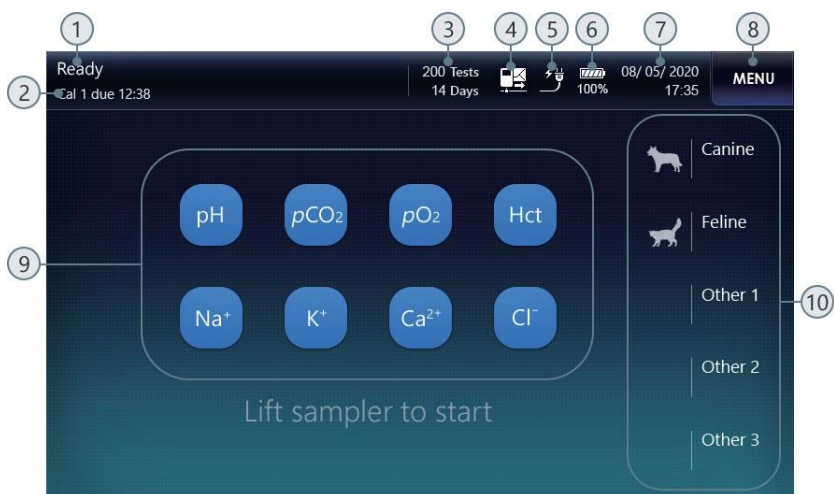 1
3
4
5
6
7
8
Ready
200 Tests
08/ 05/ 2020
MENU
2
Cal 1 due 12:38
14 Days
100%
17:35
Canine
pH
pCO₂
pO₂
Hct
Feline
9
Other 1
10
Na⁺
K⁺
Ca²⁺
Cl⁻
Other 2
Lift sampler to start
Other 3